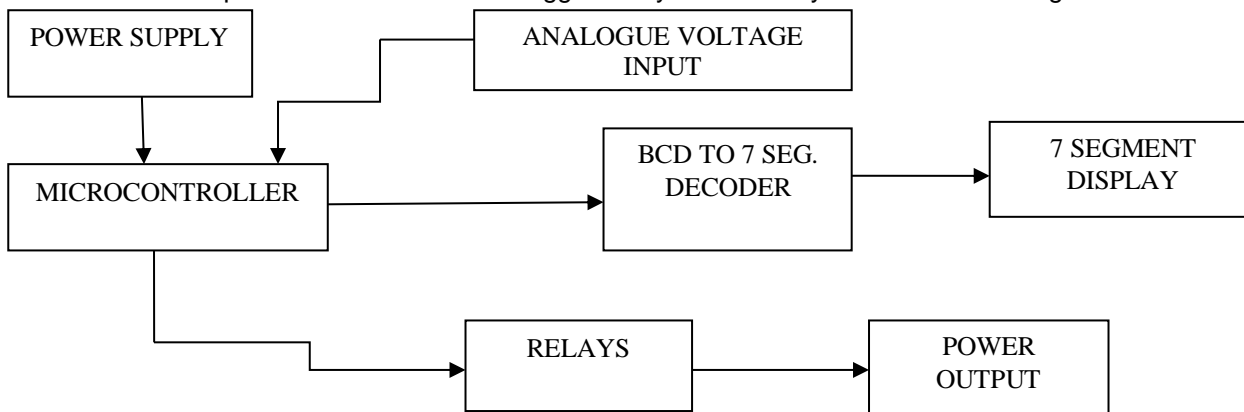 POWER SUPPLY
ANALOGUE VOLTAGE
INPUT
MICROCONTROLLER
BCD TO 7 SEG.
DECODER
7 SEGMENT
DISPLAY
RELAYS
POWER
OUTPUT